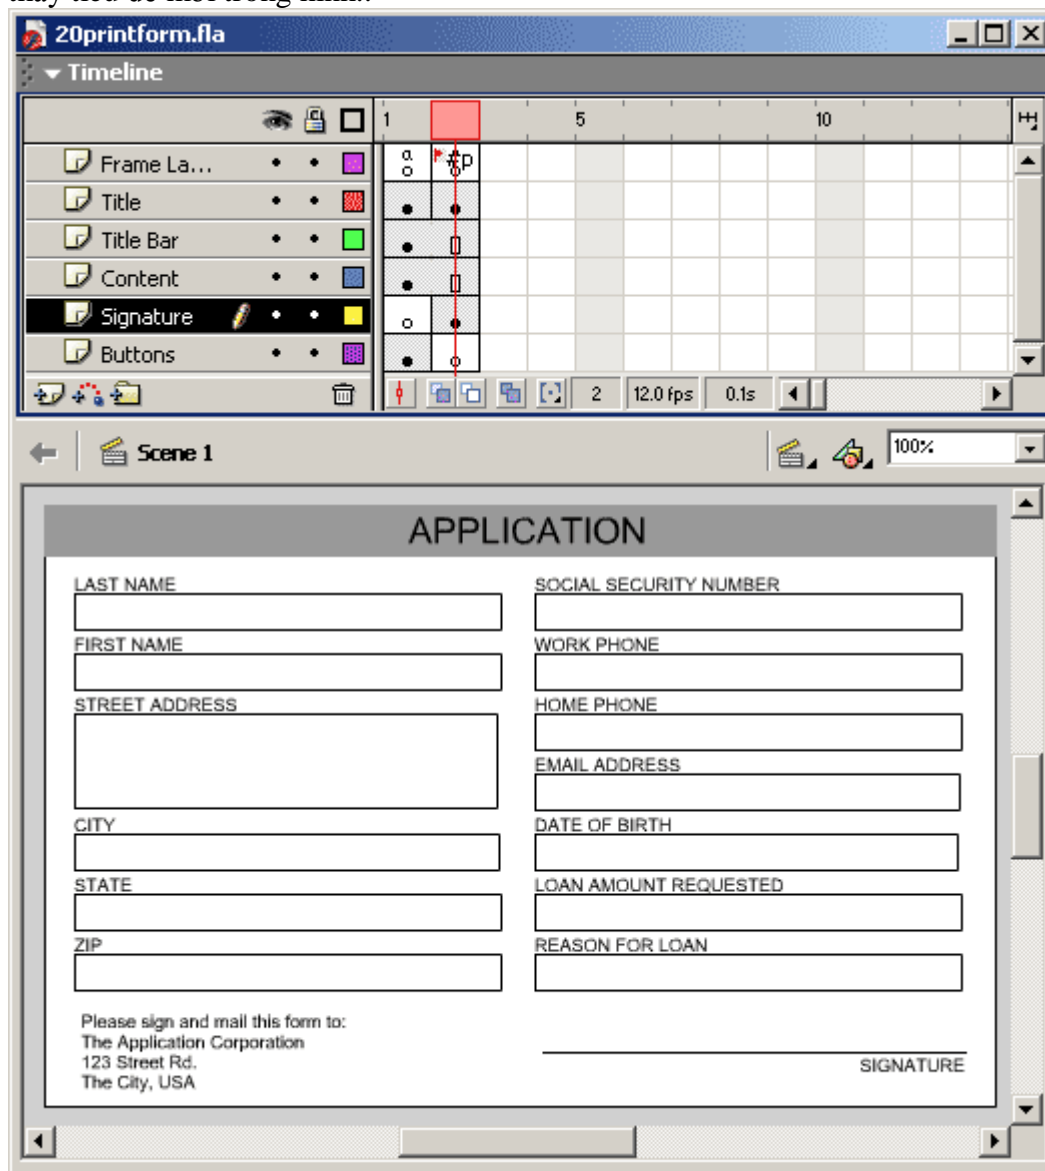 20printform.fla
Timeline
1 5 10
Frame La... a #p
Title
Title Bar
Content
Signature
Buttons
2 12.0 fps 0.1s
Scene 1 100%
APPLICATION
LAST NAME SOCIAL SECURITY NUMBER
FIRST NAME WORK PHONE
STREET ADDRESS HOME PHONE
EMAIL ADDRESS
CITY DATE OF BIRTH
STATE LOAN AMOUNT REQUESTED
ZIP REASON FOR LOAN
Please sign and mail this form to:
The Application Corporation
123 Street Rd.
The City, USA
SIGNATURE